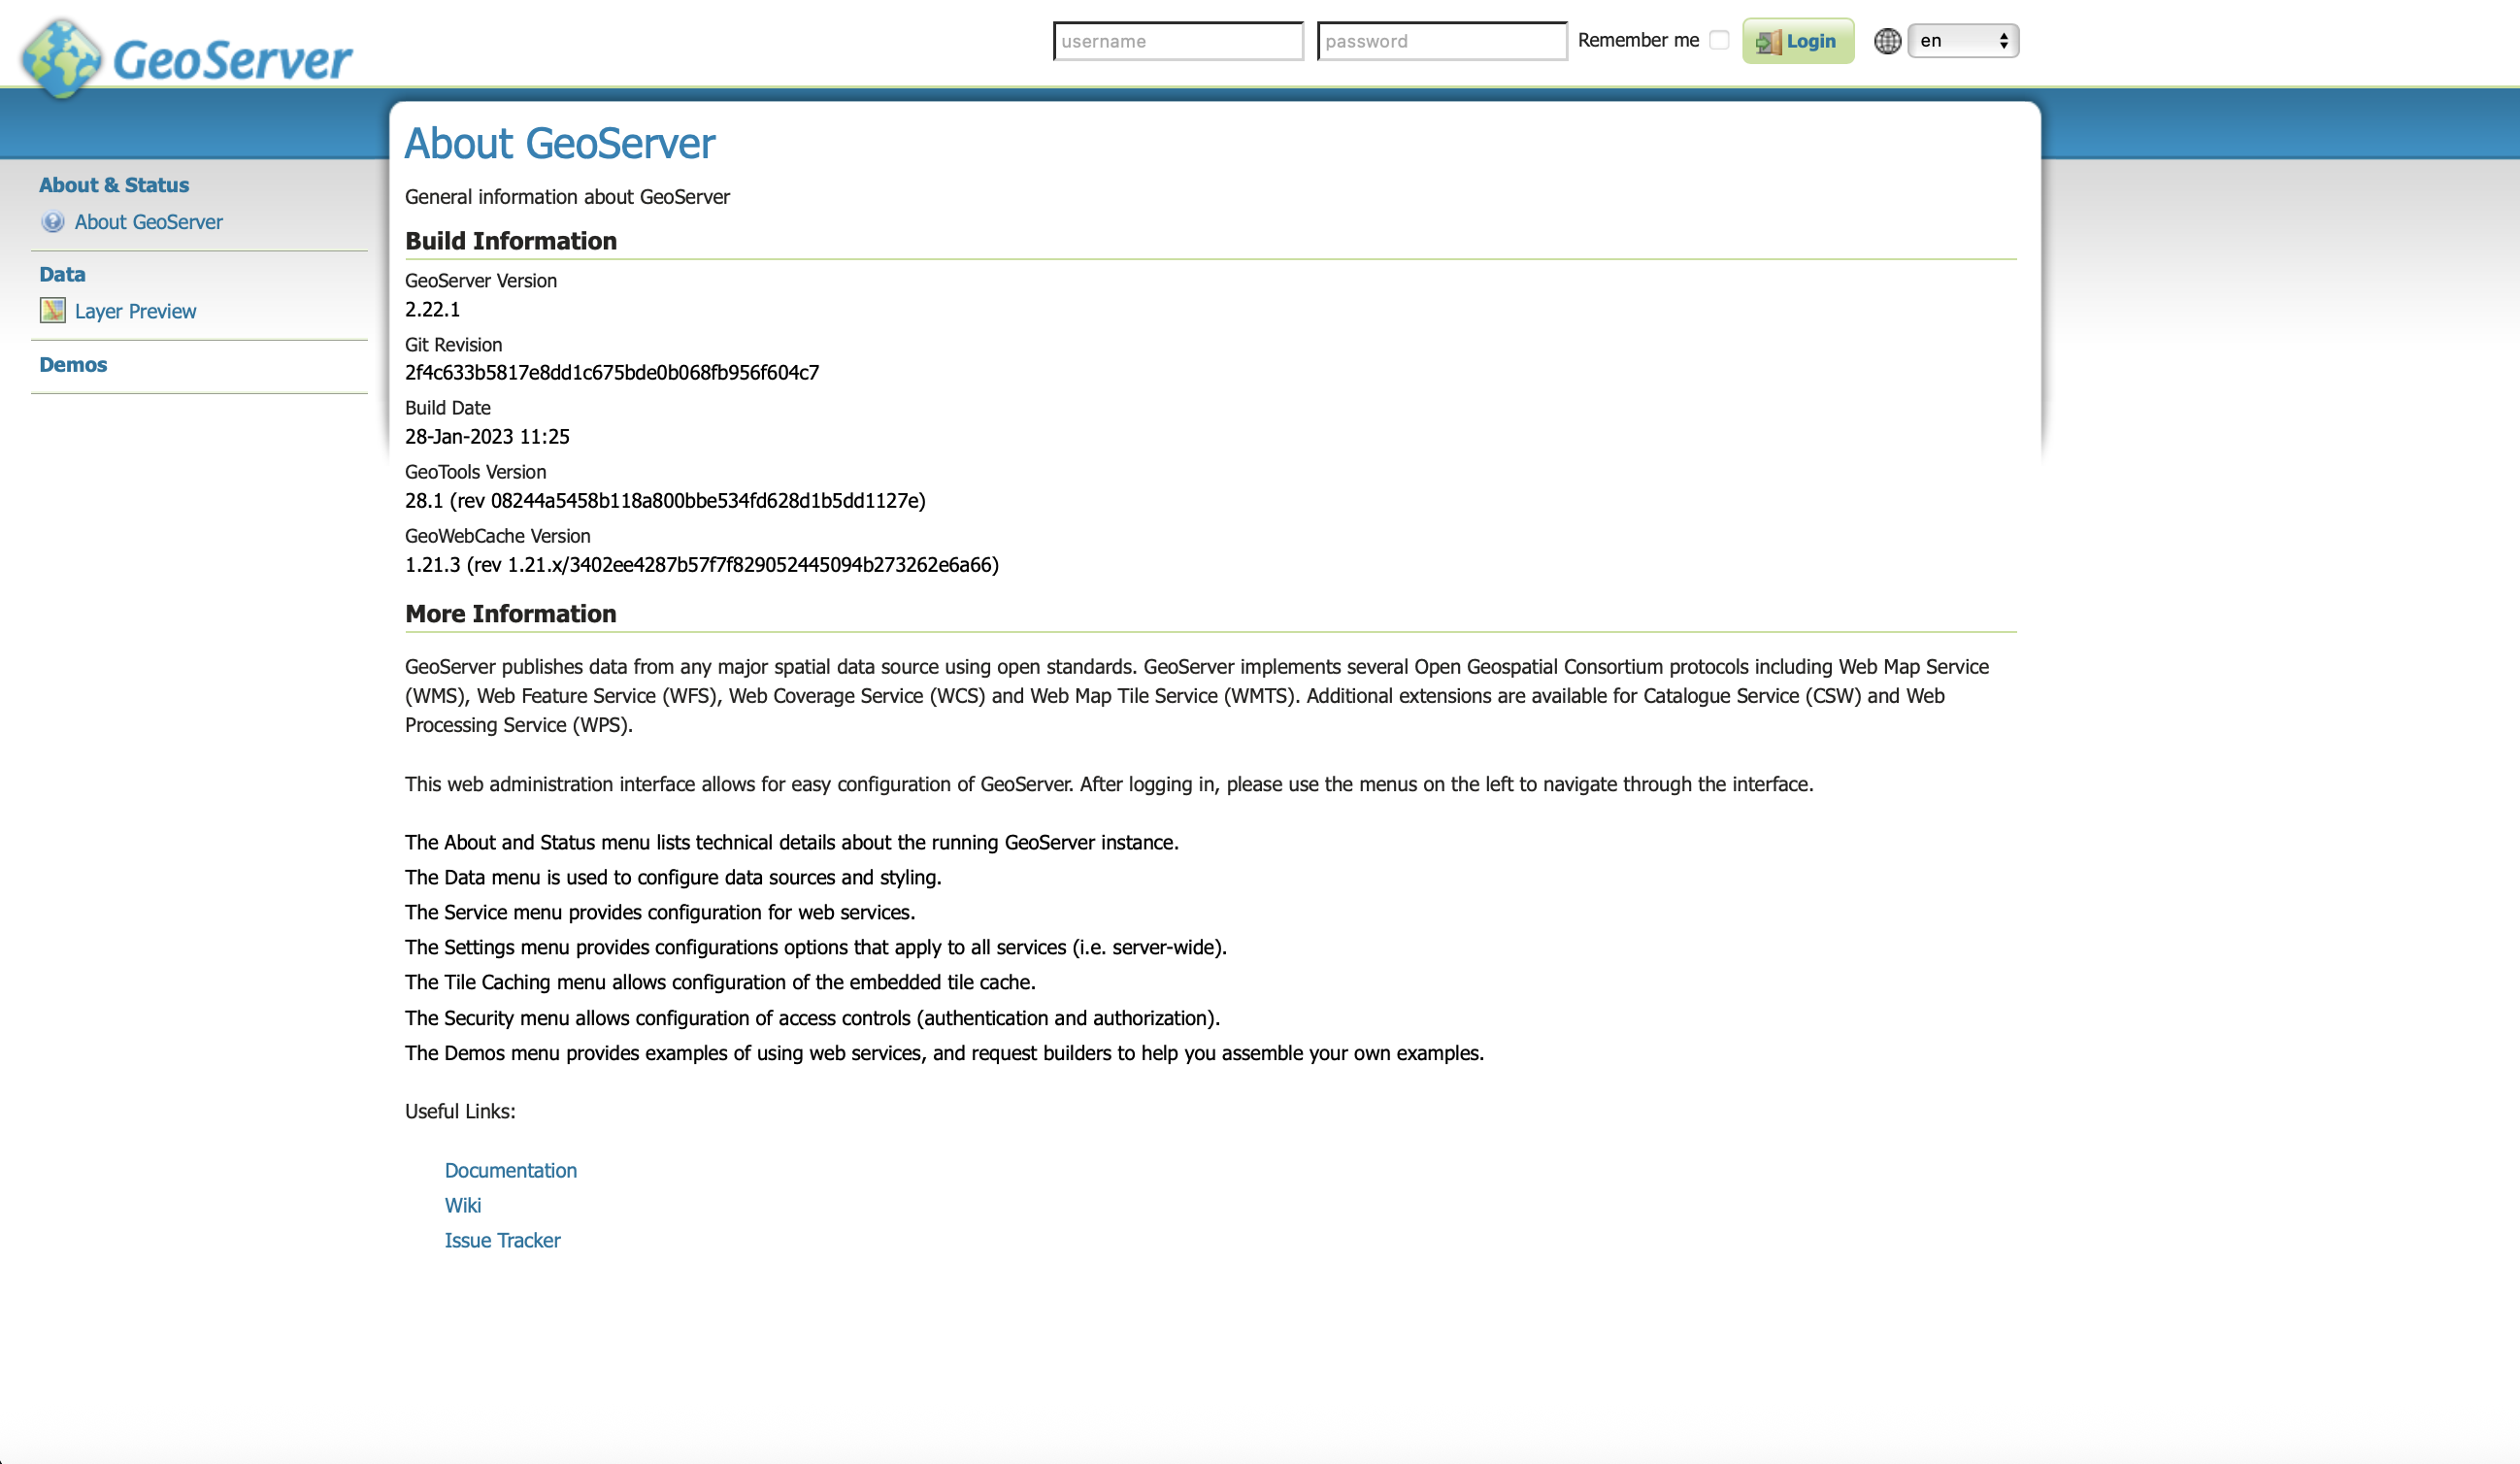 GeoServer
username password Remember me Login en
About GeoServer
General information about GeoServer
About & Status
About GeoServer
Data
Layer Preview
Demos
Build Information
GeoServer Version
2.22.1
Git Revision
2f4c633b5817e8dd1c675bde0b068fb956f604c7
Build Date
28-Jan-2023 11:25
GeoTools Version
28.1 (rev 08244a5458b118a800bbe534fd628d1b5dd1127e)
GeoWebCache Version
1.21.3 (rev 1.21.x/3402ee4287b57f7f829052445094b273262e6a66)
More Information
GeoServer publishes data from any major spatial data source using open standards. GeoServer implements several Open Geospatial Consortium protocols including Web Map Service
(WMS), Web Feature Service (WFS), Web Coverage Service (WCS) and Web Map Tile Service (WMTS). Additional extensions are available for Catalogue Service (CSW) and Web
Processing Service (WPS).
This web administration interface allows for easy configuration of GeoServer. After logging in, please use the menus on the left to navigate through the interface.
The About and Status menu lists technical details about the running GeoServer instance.
The Data menu is used to configure data sources and styling.
The Service menu provides configuration for web services.
The Settings menu provides configurations options that apply to all services (i.e. server-wide).
The Tile Caching menu allows configuration of the embedded tile cache.
The Security menu allows configuration of access controls (authentication and authorization).
The Demos menu provides examples of using web services, and request builders to help you assemble your own examples.
Useful Links:
Documentation
Wiki
Issue Tracker